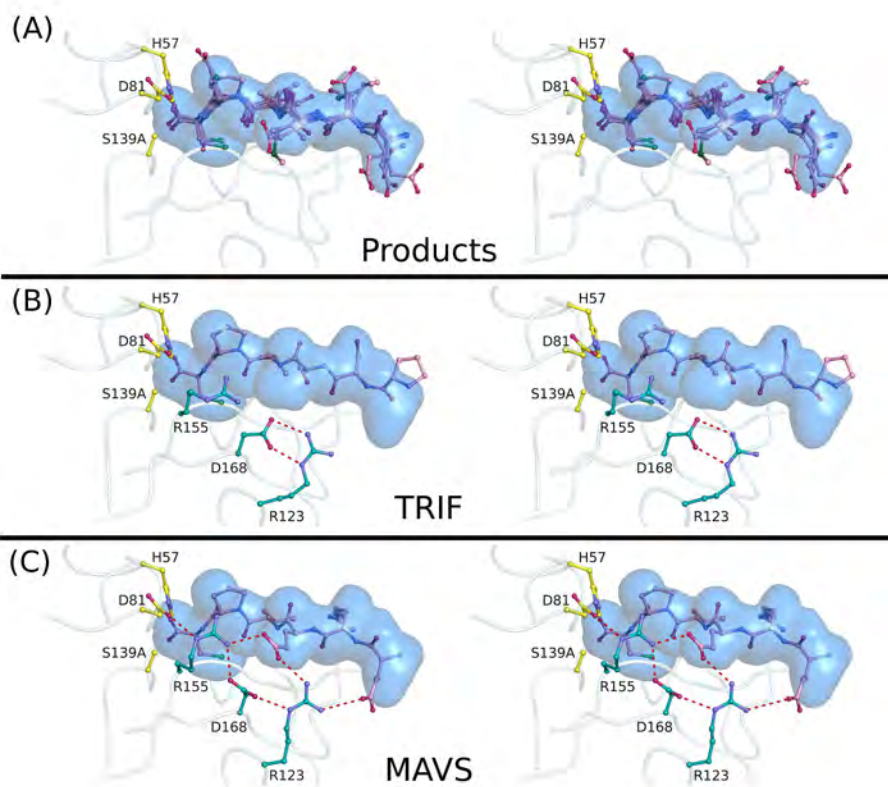 (A)
H57 H57
D81 D81
S139A S139A
Products
(B)
H57 H57
D81 D81
S139A S139A
R155 R155
D168 D168
R123 R123
TRIF
(C)
H57 H57
D81 D81
S139A S139A
R155 R155
D168 D168
R123 R123
MAVS